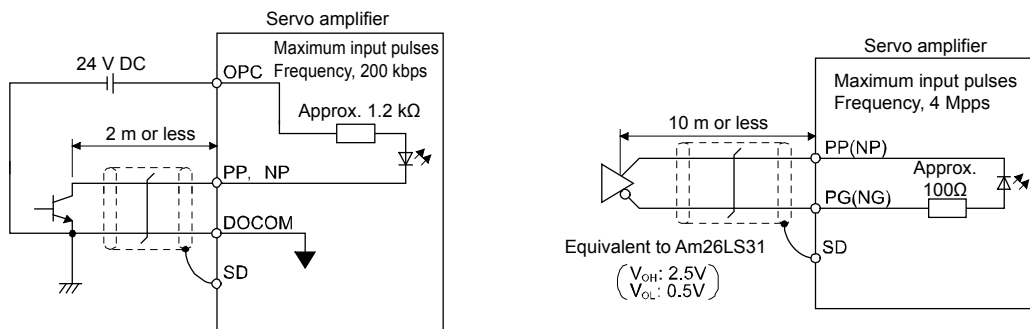 Servo amplifier
Maximum input pulses
Frequency, 200 kbps
24 V DC
OPC
Approx. 1.2 kΩ
2 m or less
PP, NP
DOCOM
SD
Servo amplifier
Maximum input pulses
Frequency, 4 Mpps
10 m or less
PP(NP)
Approx.
100Ω
PG(NG)
SD
Equivalent to Am26LS31
(VOH: 2.5V
VOL: 0.5V)